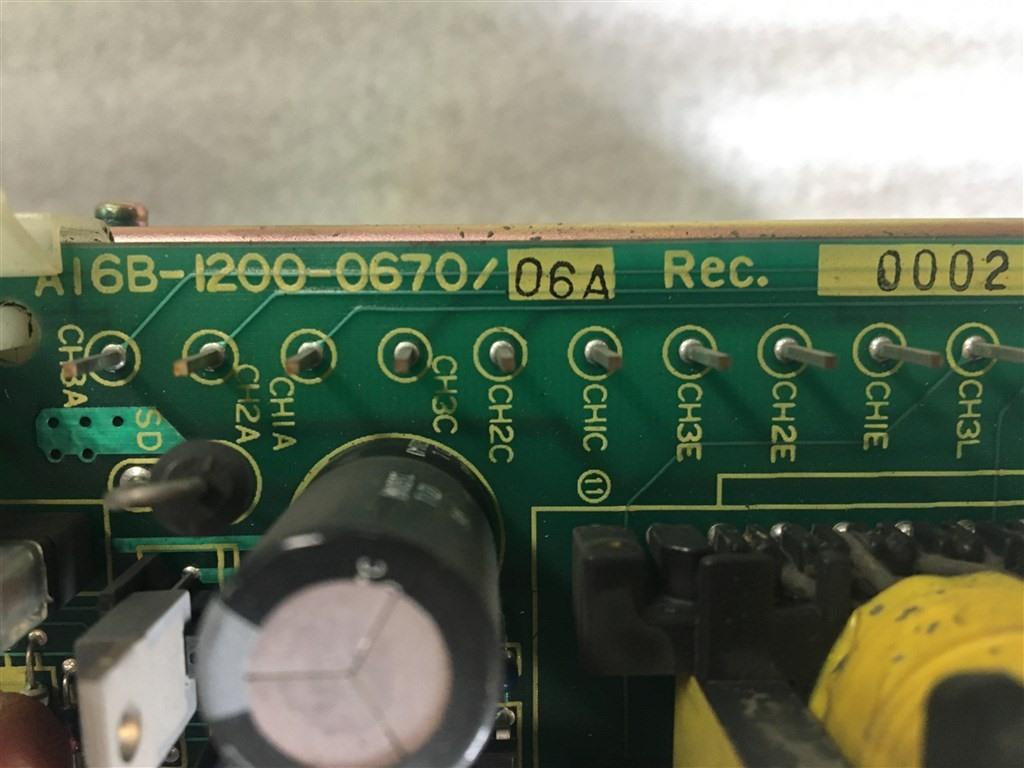 A16B-1200-0670/06A Rec. 0002
CH3A
CH2A
CH1A
CH3C
CH2C
CH1C
CH3E
CH2E
CH1E
CH3L
SD
11